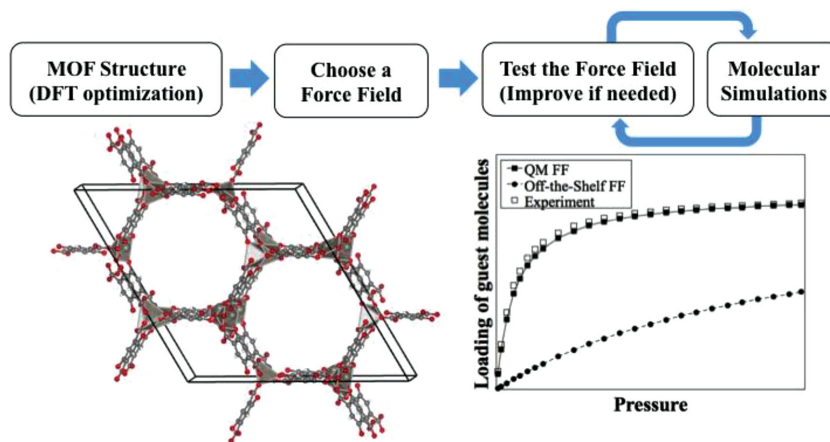 MOF Structure
(DFT optimization)
Choose a
Force Field
Test the Force Field
(Improve if needed)
Molecular
Simulations
QM FF
Off-the-Shelf FF
Experiment
Loading of guest molecules
Pressure